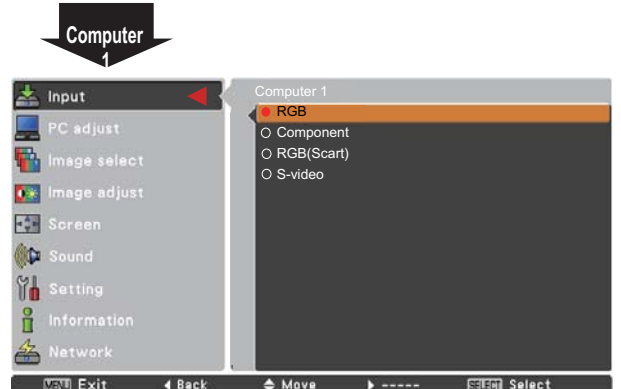 Computer
1
Input
PC adjust
Image select
Image adjust
Screen
Sound
Setting
Information
Network
Computer 1
RGB
Component
RGB(Scart)
S-video
MENU Exit ◀ Back ◆ Move ▶ ----- SELECT Select